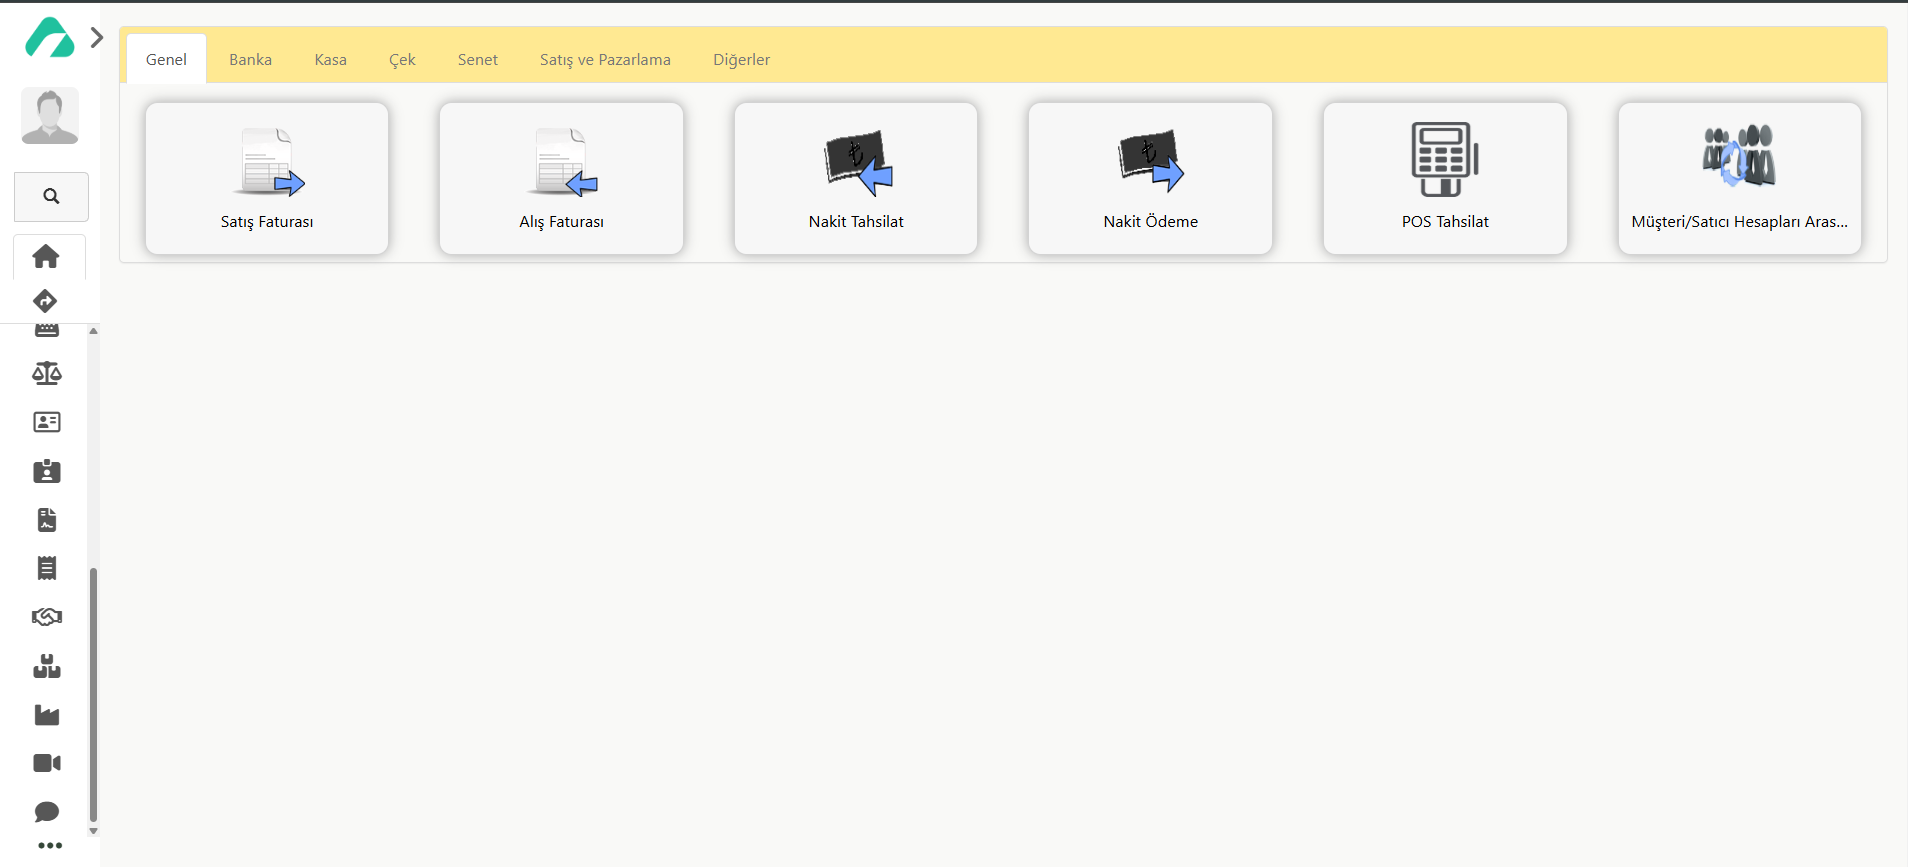 Genel
Banka
Kasa
Çek
Senet
Satış ve Pazarlama
Diğerler
Satış Faturası
Alış Faturası
Nakit Tahsilat
Nakit Ödeme
POS Tahsilat
Müşteri/Satıcı Hesapları Aras...